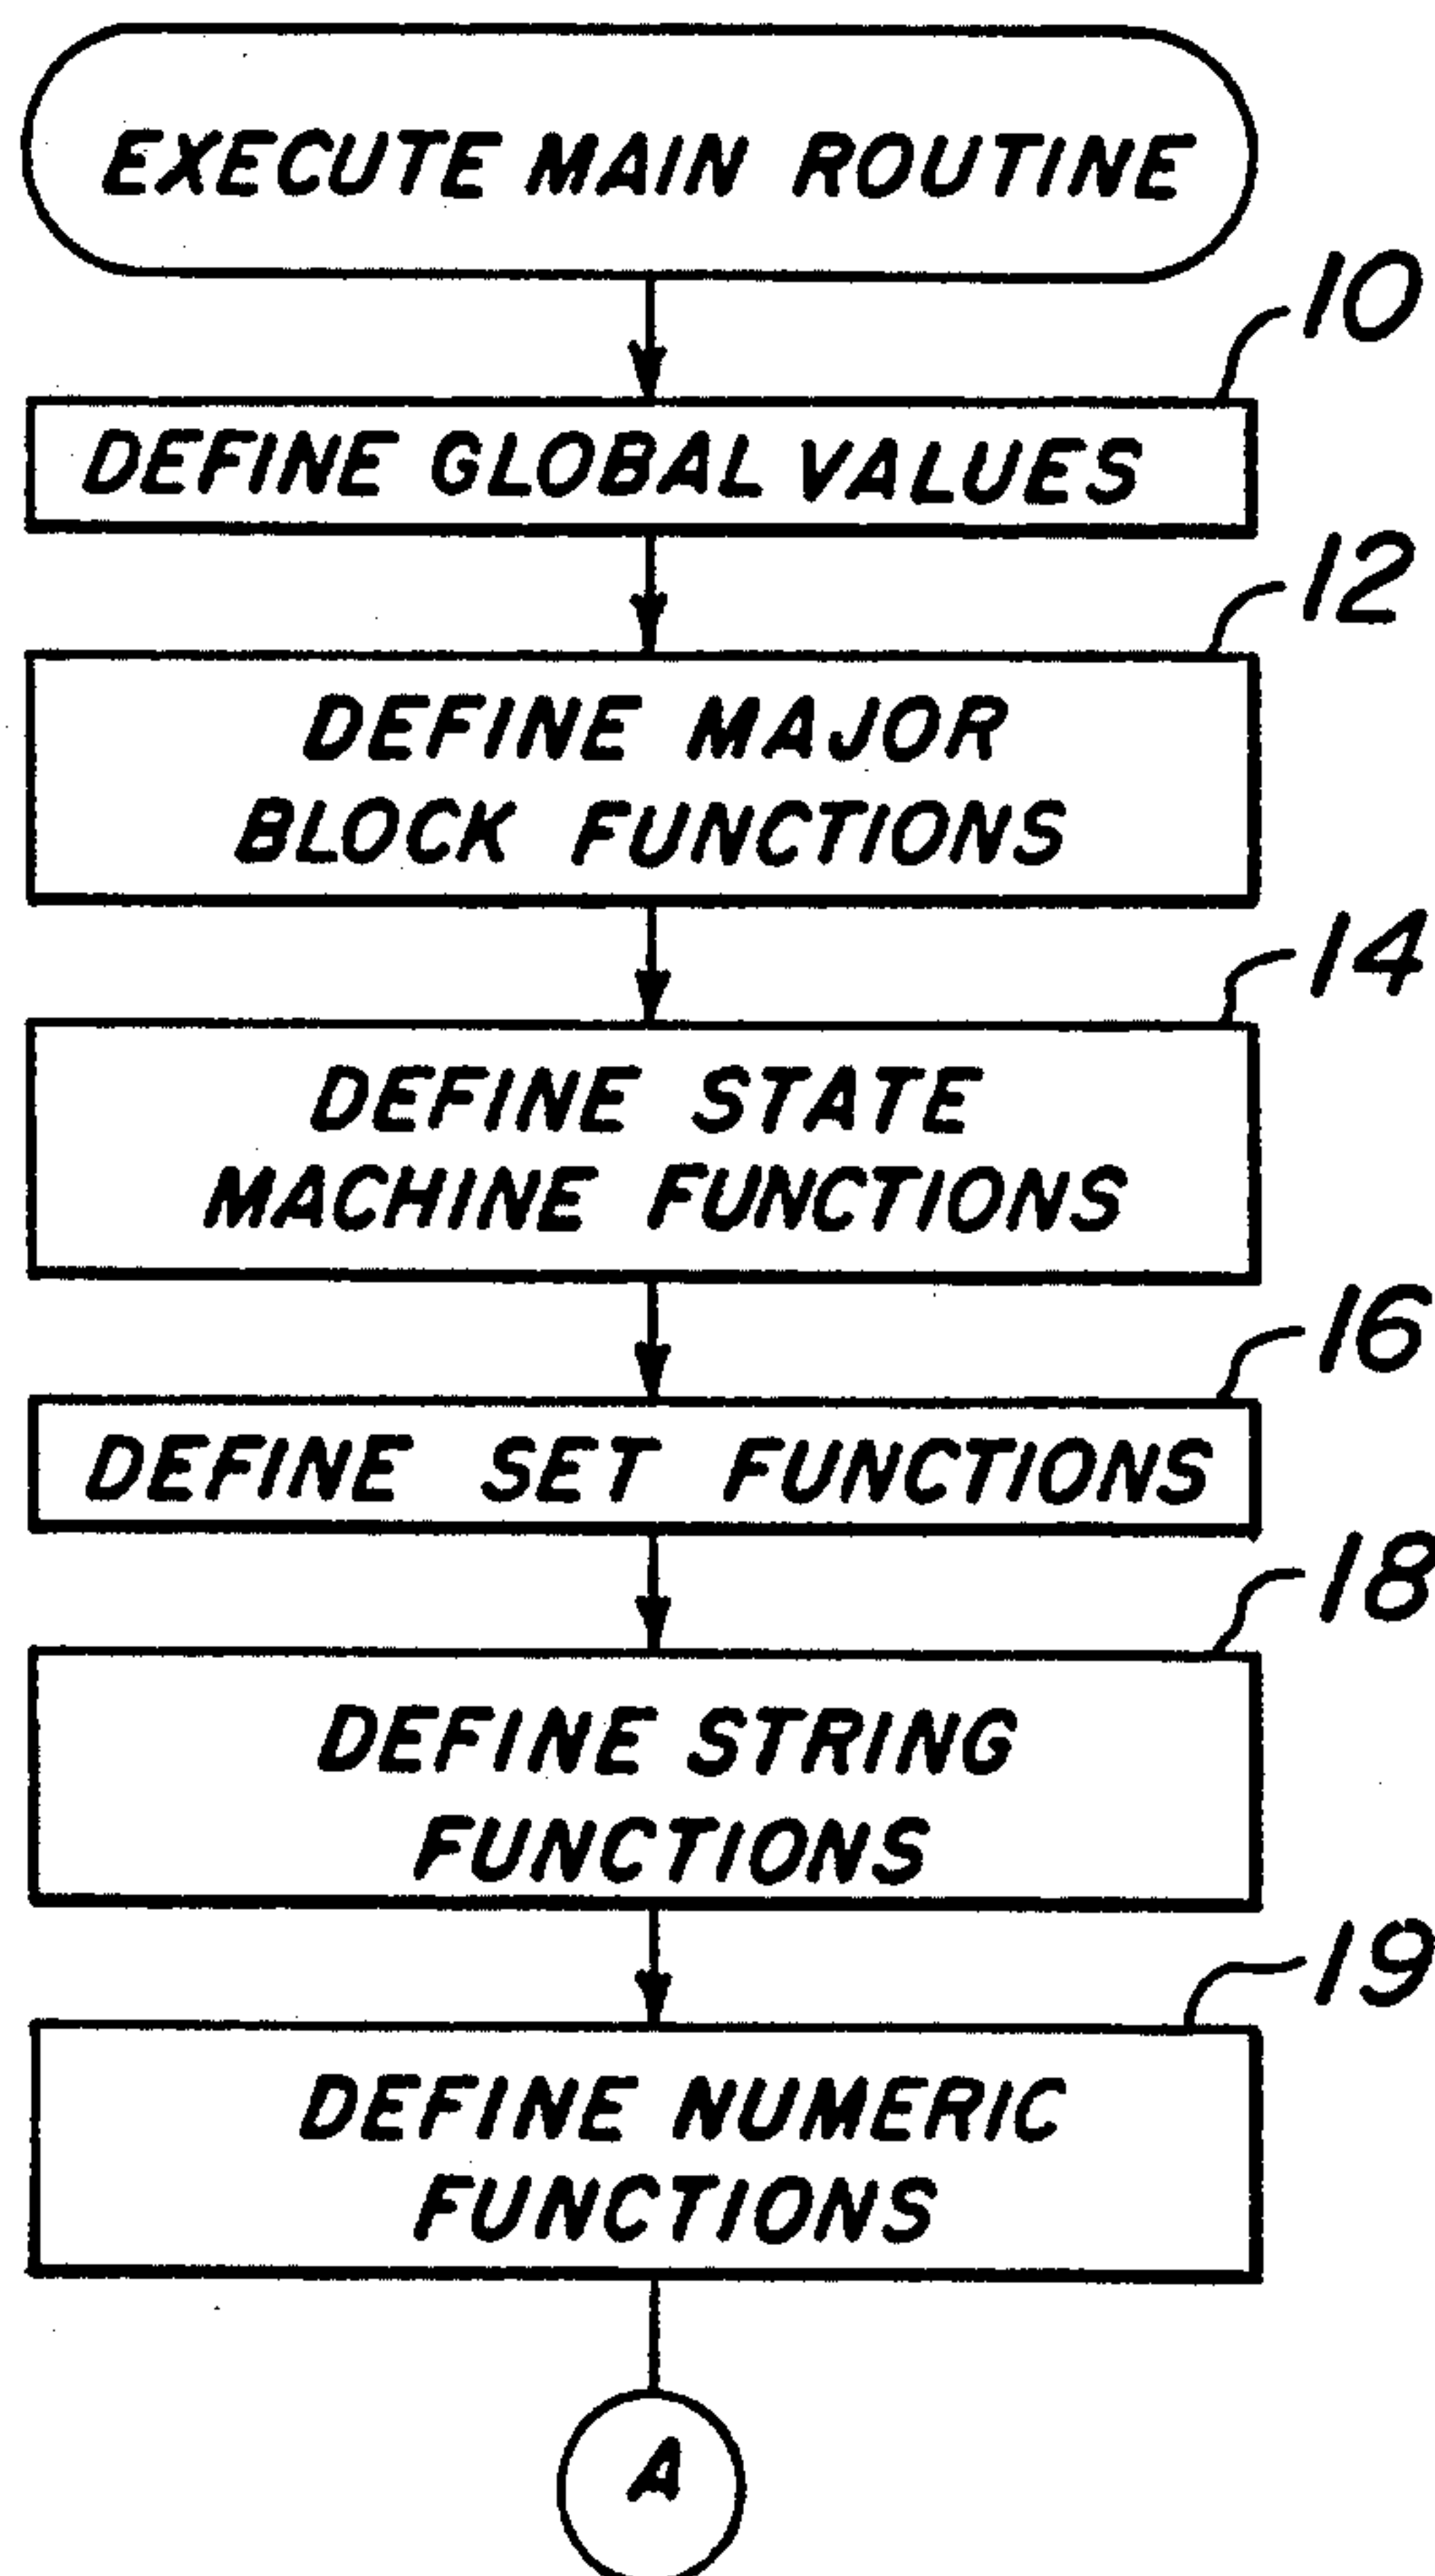 EXECUTE MAIN ROUTINE
10
DEFINE GLOBAL VALUES
12
DEFINE MAJOR
BLOCK FUNCTIONS
14
DEFINE STATE
MACHINE FUNCTIONS
16
DEFINE SET FUNCTIONS
18
DEFINE STRING
FUNCTIONS
19
DEFINE NUMERIC
FUNCTIONS
A